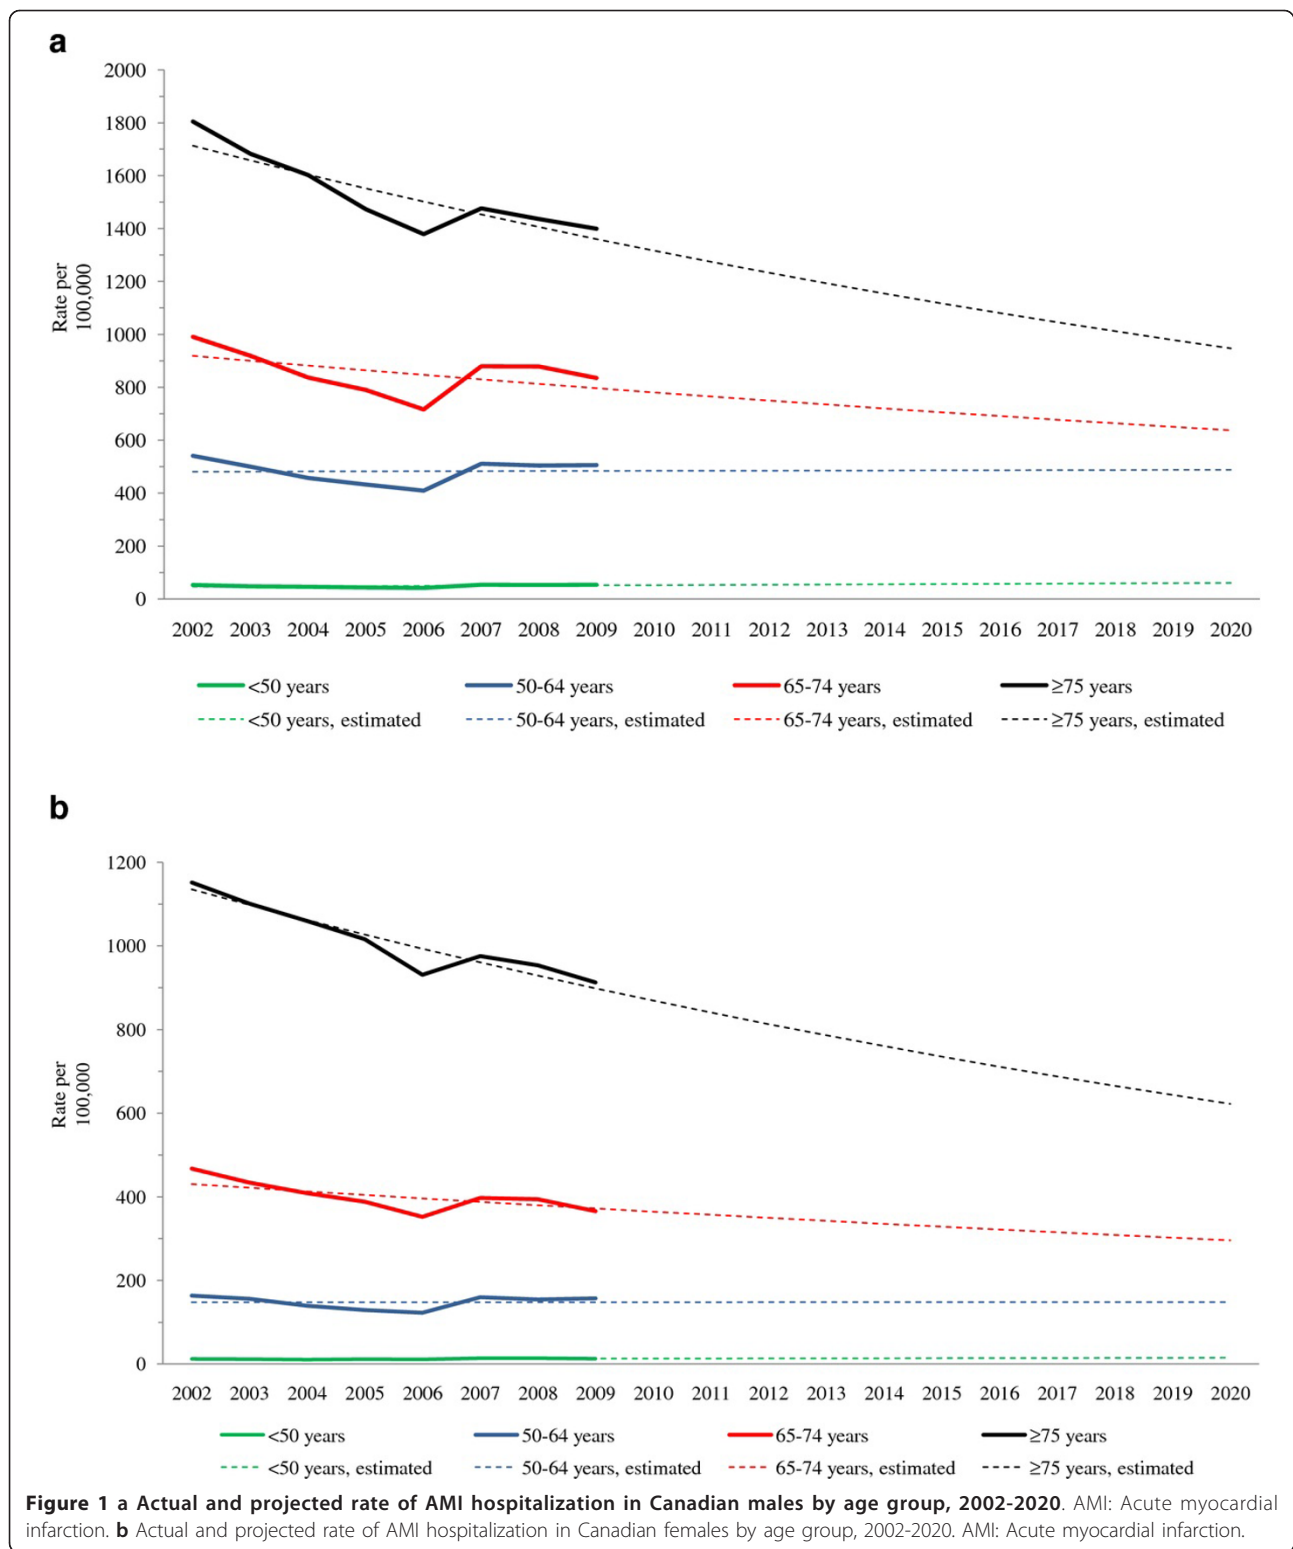 a
2000
1800
1600
1400
1200
1000
800
600
400
200
0
Rate per
100,000
2002 2003 2004 2005 2006 2007 2008 2009 2010 2011 2012 2013 2014 2015 2016 2017 2018 2019 2020
<50 years 50-64 years 65-74 years ≥75 years
<50 years, estimated 50-64 years, estimated 65-74 years, estimated ≥75 years, estimated
b
1200
1000
800
600
400
200
0
Rate per
100,000
2002 2003 2004 2005 2006 2007 2008 2009 2010 2011 2012 2013 2014 2015 2016 2017 2018 2019 2020
<50 years 50-64 years 65-74 years ≥75 years
<50 years, estimated 50-64 years, estimated 65-74 years, estimated ≥75 years, estimated
Figure 1 a Actual and projected rate of AMI hospitalization in Canadian males by age group, 2002-2020. AMI: Acute myocardial
infarction. b Actual and projected rate of AMI hospitalization in Canadian females by age group, 2002-2020. AMI: Acute myocardial infarction.